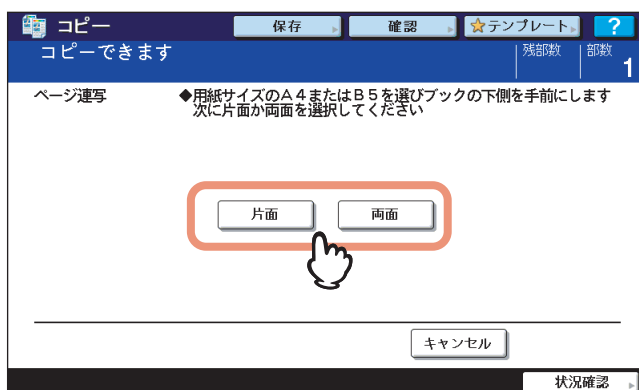 コピー
保存
確認
テンプレート
?
コピーできます
残部数
部数
1
ページ連写
◆用紙サイズのA4またはB5を選びブックの下側を手前にします
次に片面か両面を選択してください
片面
両面
キャンセル
状況確認